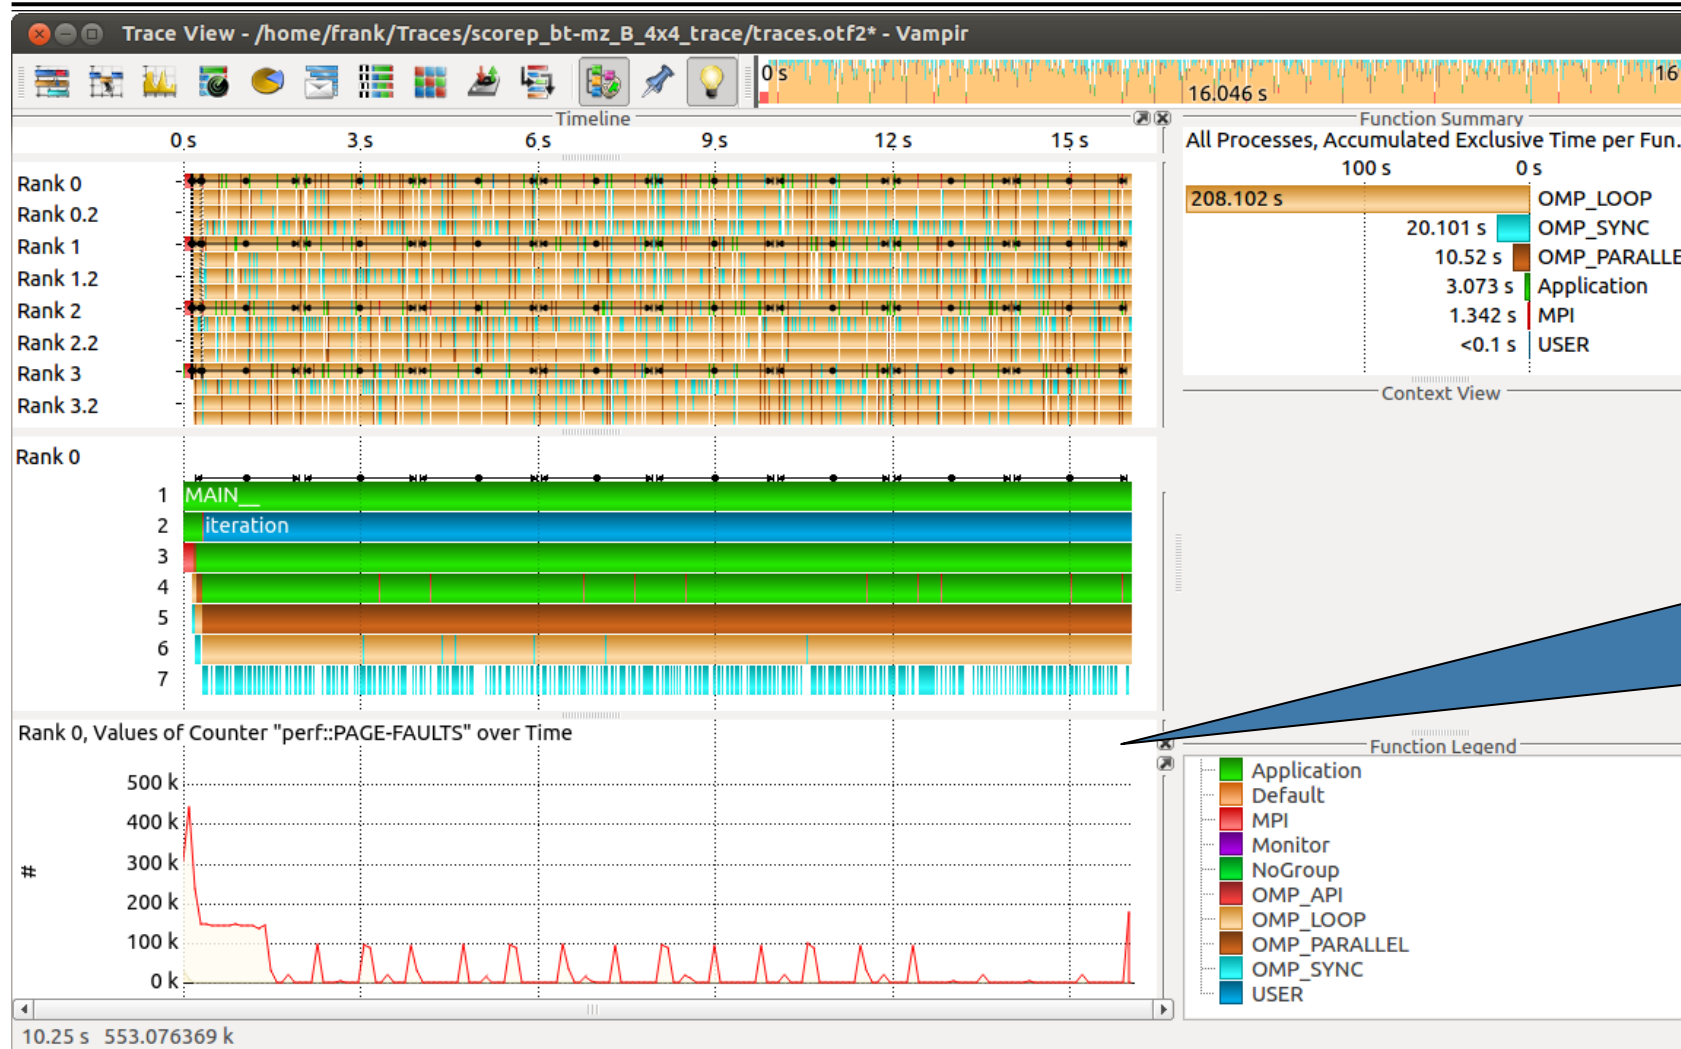 Trace View - /home/frank/Traces/scorep_bt-mz_B_4x4_trace/traces.otf2* - Vampir
0 s
16.046 s
16
Timeline
0 s 3 s 6 s 9 s 12 s 15 s
Rank 0
Rank 0.2
Rank 1
Rank 1.2
Rank 2
Rank 2.2
Rank 3
Rank 3.2
Rank 0
1 MAIN__
2 iteration
3
4
5
6
7
Rank 0, Values of Counter "perf::PAGE-FAULTS" over Time
500 k
400 k
300 k
200 k
100 k
0 k
#
Function Summary
All Processes, Accumulated Exclusive Time per Fun.
100 s 0 s
208.102 s OMP_LOOP
20.101 s OMP_SYNC
10.52 s OMP_PARALLE
3.073 s Application
1.342 s MPI
<0.1 s USER
Context View
Function Legend
Application
Default
MPI
Monitor
NoGroup
OMP_API
OMP_LOOP
OMP_PARALLEL
OMP_SYNC
USER
10.25 s 553.076369 k